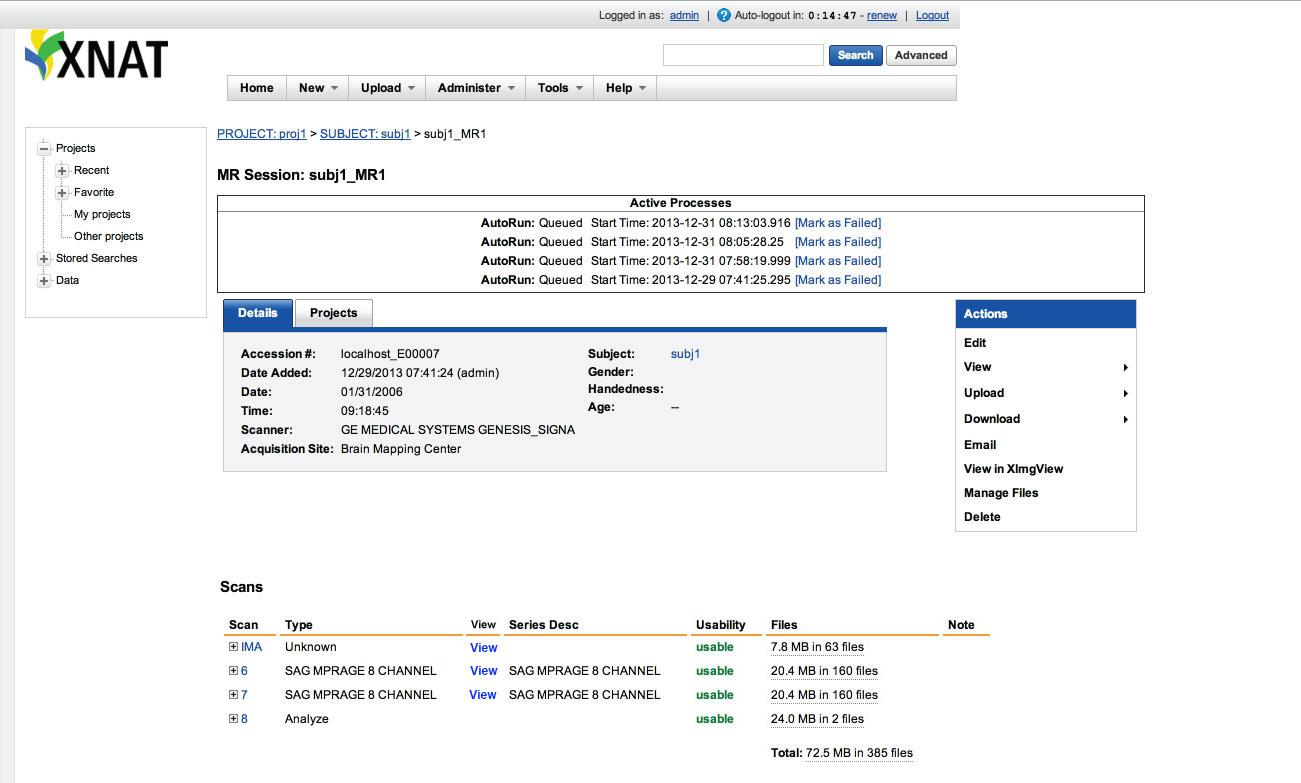 Logged in as: admin | ? Auto-logout in: 0:14:47 - renew | Logout
XNAT
Search Advanced
Home New Upload Administer Tools Help
Projects
Recent
Favorite
My projects
Other projects
Stored Searches
Data
PROJECT: proj1 > SUBJECT: subj1 > subj1_MR1
MR Session: subj1_MR1
Active Processes
AutoRun: Queued Start Time: 2013-12-31 08:13:03.916 [Mark as Failed]
AutoRun: Queued Start Time: 2013-12-31 08:05:28.25 [Mark as Failed]
AutoRun: Queued Start Time: 2013-12-31 07:58:19.999 [Mark as Failed]
AutoRun: Queued Start Time: 2013-12-29 07:41:25.295 [Mark as Failed]
Details Projects
Accession #: localhost_E00007
Date Added: 12/29/2013 07:41:24 (admin)
Date: 01/31/2006
Time: 09:18:45
Scanner: GE MEDICAL SYSTEMS GENESIS_SIGNA
Acquisition Site: Brain Mapping Center
Subject: subj1
Gender:
Handedness:
Age: --
Actions
Edit
View
Upload
Download
Email
View in XImgView
Manage Files
Delete
Scans
Scan Type View Series Desc Usability Files Note
IMA Unknown View usable 7.8 MB in 63 files
6 SAG MPRAGE 8 CHANNEL View SAG MPRAGE 8 CHANNEL usable 20.4 MB in 160 files
7 SAG MPRAGE 8 CHANNEL View SAG MPRAGE 8 CHANNEL usable 20.4 MB in 160 files
8 Analyze usable 24.0 MB in 2 files
Total: 72.5 MB in 385 files